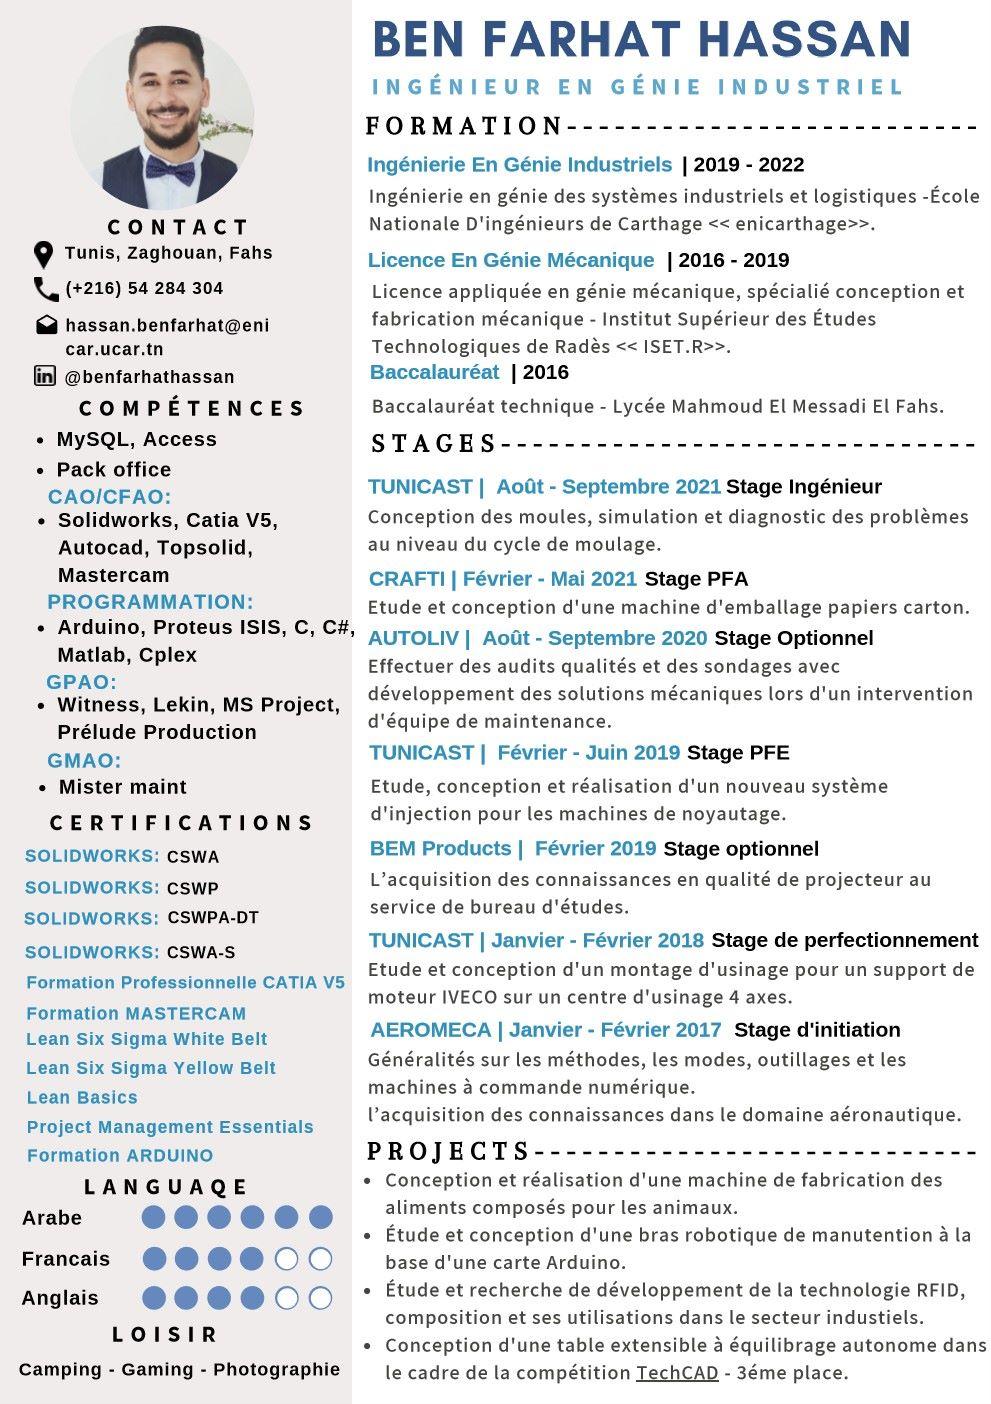 CONTACT
Tunis, Zaghouan, Fahs
(+216) 54 284 304
hassan.benfarhat@eni
car.ucar.tn
@benfarhathassan
COMPÉTENCES
• MySQL, Access
• Pack office
CAO/CFAO:
• Solidworks, Catia V5,
Autocad, Topsolid,
Mastercam
PROGRAMMATION:
• Arduino, Proteus ISIS, C, C#,
Matlab, Cplex
GPAO:
• Witness, Lekin, MS Project,
Prélude Production
GMAO:
• Mister maint
CERTIFICATIONS
SOLIDWORKS: CSWA
SOLIDWORKS: CSWP
SOLIDWORKS: CSWPA-DT
SOLIDWORKS: CSWA-S
Formation Professionnelle CATIA V5
Formation MASTERCAM
Lean Six Sigma White Belt
Lean Six Sigma Yellow Belt
Lean Basics
Project Management Essentials
Formation ARDUINO
LANGUAQE
Arabe
Francais
Anglais
LOISIR
Camping - Gaming - Photographie
BEN FARHAT HASSAN
INGÉNIEUR EN GÉNIE INDUSTRIEL
FORMATION--------------------------
Ingénierie En Génie Industriels | 2019 - 2022
Ingénierie en génie des systèmes industriels et logistiques -École
Nationale D'ingénieurs de Carthage << enicarthage>>.
Licence En Génie Mécanique | 2016 - 2019
Licence appliquée en génie mécanique, spécialié conception et
fabrication mécanique - Institut Supérieur des Études
Technologiques de Radès << ISET.R>>.
Baccalauréat | 2016
Baccalauréat technique - Lycée Mahmoud El Messadi El Fahs.
STAGES------------------------------
TUNICAST | Août - Septembre 2021 Stage Ingénieur
Conception des moules, simulation et diagnostic des problèmes
au niveau du cycle de moulage.
CRAFTI | Février - Mai 2021 Stage PFA
Etude et conception d'une machine d'emballage papiers carton.
AUTOLIV | Août - Septembre 2020 Stage Optionnel
Effectuer des audits qualités et des sondages avec
développement des solutions mécaniques lors d'un intervention
d'équipe de maintenance.
TUNICAST | Février - Juin 2019 Stage PFE
Etude, conception et réalisation d'un nouveau système
d'injection pour les machines de noyautage.
BEM Products | Février 2019 Stage optionnel
L'acquisition des connaissances en qualité de projecteur au
service de bureau d'études.
TUNICAST | Janvier - Février 2018 Stage de perfectionnement
Etude et conception d'un montage d'usinage pour un support de
moteur IVECO sur un centre d'usinage 4 axes.
AEROMECA | Janvier - Février 2017 Stage d'initiation
Généralités sur les méthodes, les modes, outillages et les
machines à commande numérique.
l'acquisition des connaissances dans le domaine aéronautique.
PROJECTS----------------------------
• Conception et réalisation d'une machine de fabrication des
aliments composés pour les animaux.
• Étude et conception d'une bras robotique de manutention à la
base d'une carte Arduino.
• Étude et recherche de développement de la technologie RFID,
composition et ses utilisations dans le secteur industiels.
• Conception d'une table extensible à équilibrage autonome dans
le cadre de la compétition TechCAD - 3éme place.